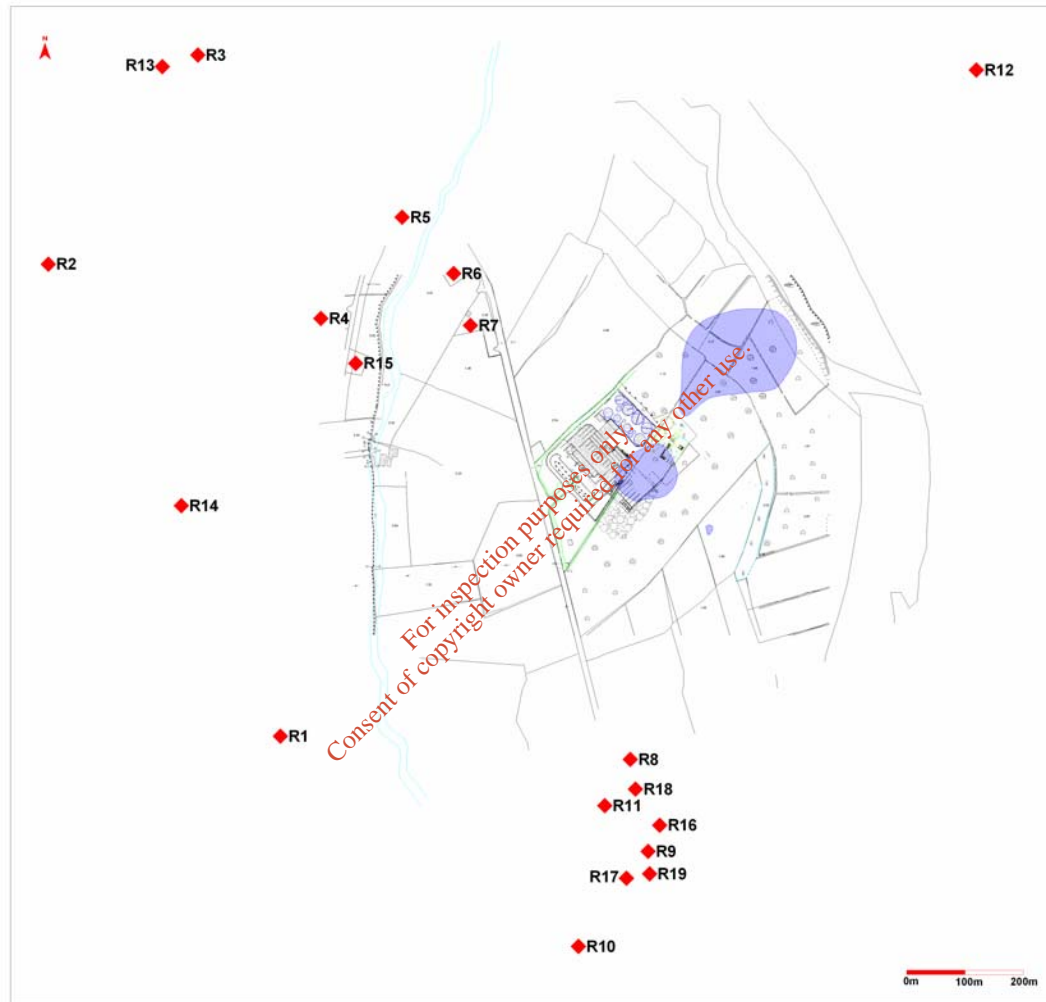 N
R3
R13
R12
R5
R2
R6
R4
R7
R15
R14
For inspection purposes only.
Consent of copyright owner required for any other use.
R1
R8
R18
R11
R16
R9
R17
R19
R10
0m 100m 200m